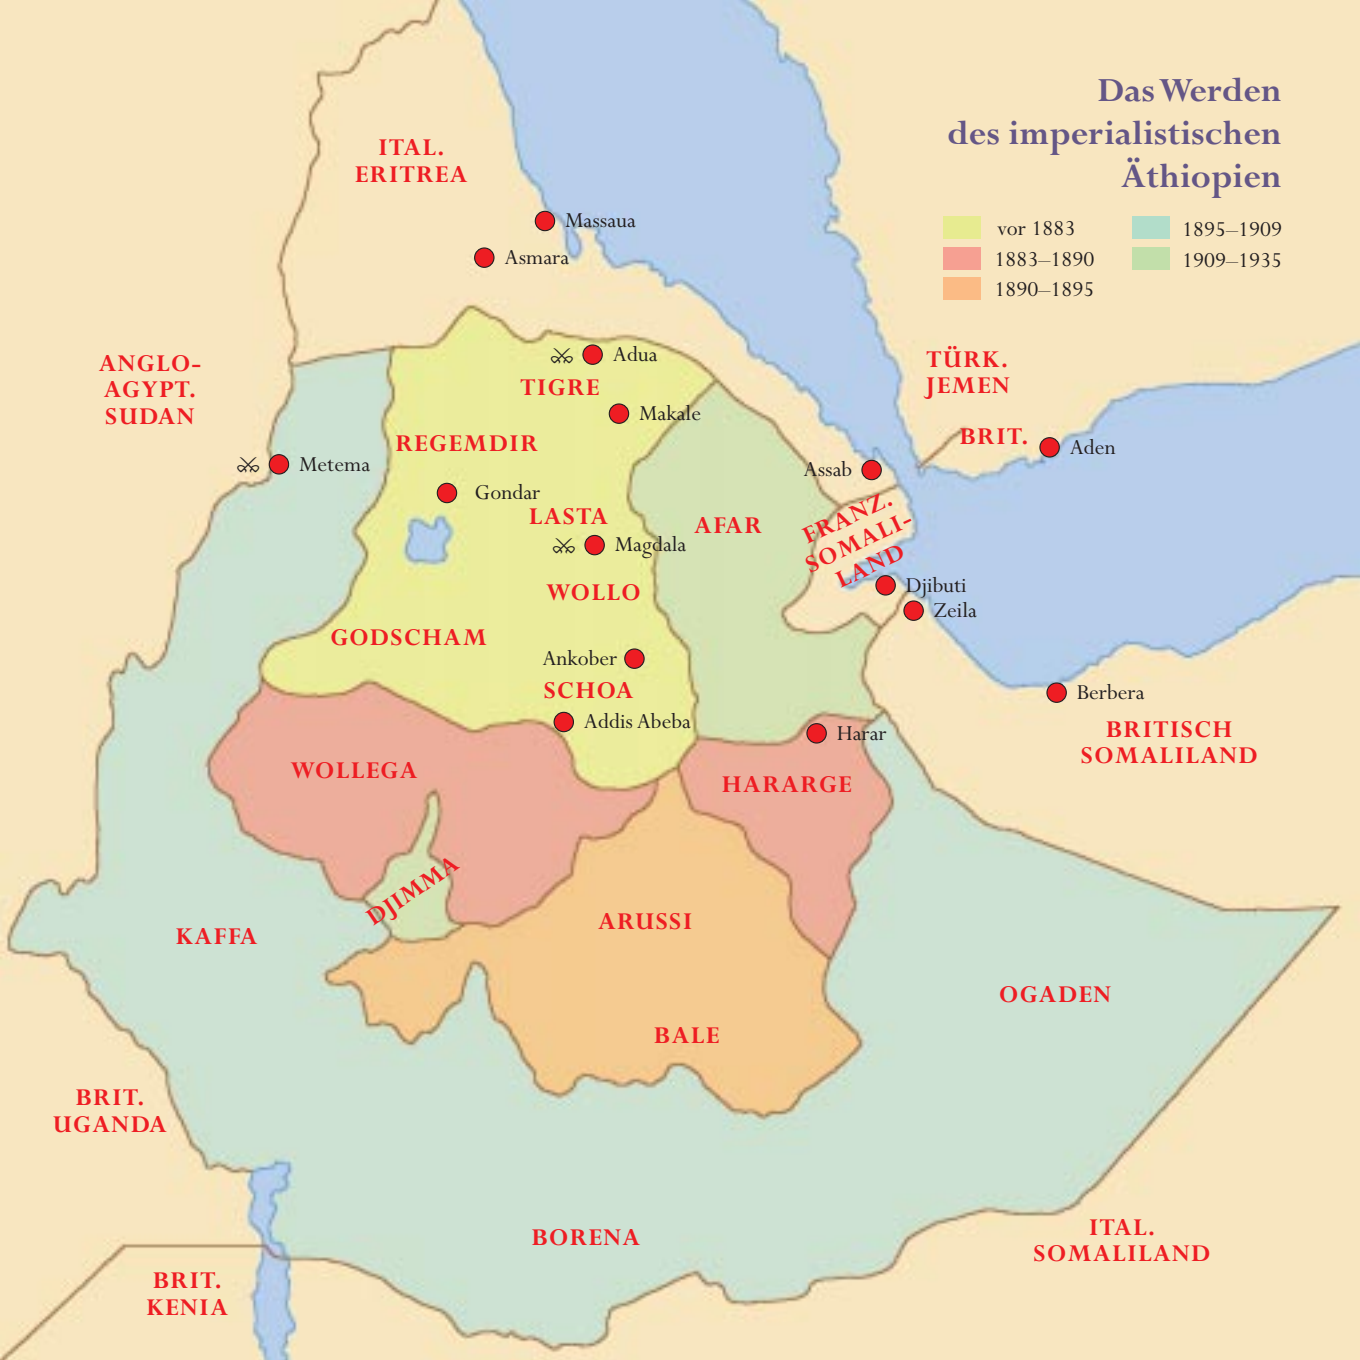 Das Werden
des imperialistischen
Äthiopien
vor 1883
1883–1890
1890–1895
1895–1909
1909–1935
ITAL.
ERITREA
Massaua
Asmara
ANGLO-
AGYPT.
SUDAN
Adua
TIGRE
Makale
TÜRK.
JEMEN
BRIT.
Aden
REGEMDIR
Metema
Assab
Gondar
LASTA
AFAR
FRANZ.
SOMALI-
LAND
Magdala
WOLLO
Djibuti
Zeila
GODSCHAM
Ankober
SCHOA
Berbera
Addis Abeba
Harar
BRITISCH
SOMALILAND
WOLLEGA
HARARGE
DJIMMA
ARUSSI
KAFFA
OGADEN
BALE
BRIT.
UGANDA
BORENA
ITAL.
SOMALILAND
BRIT.
KENIA